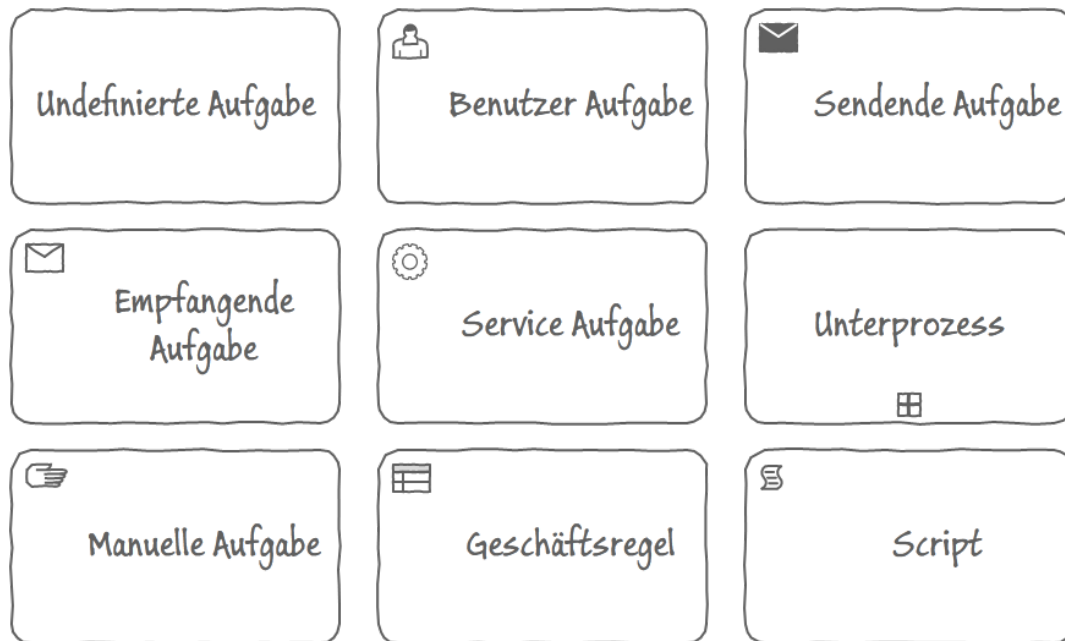 Undefinierte Aufgabe
Benutzer Aufgabe
Sendende Aufgabe
Empfangende
Aufgabe
Service Aufgabe
Unterprozess
Manuelle Aufgabe
Geschäftsregel
Script